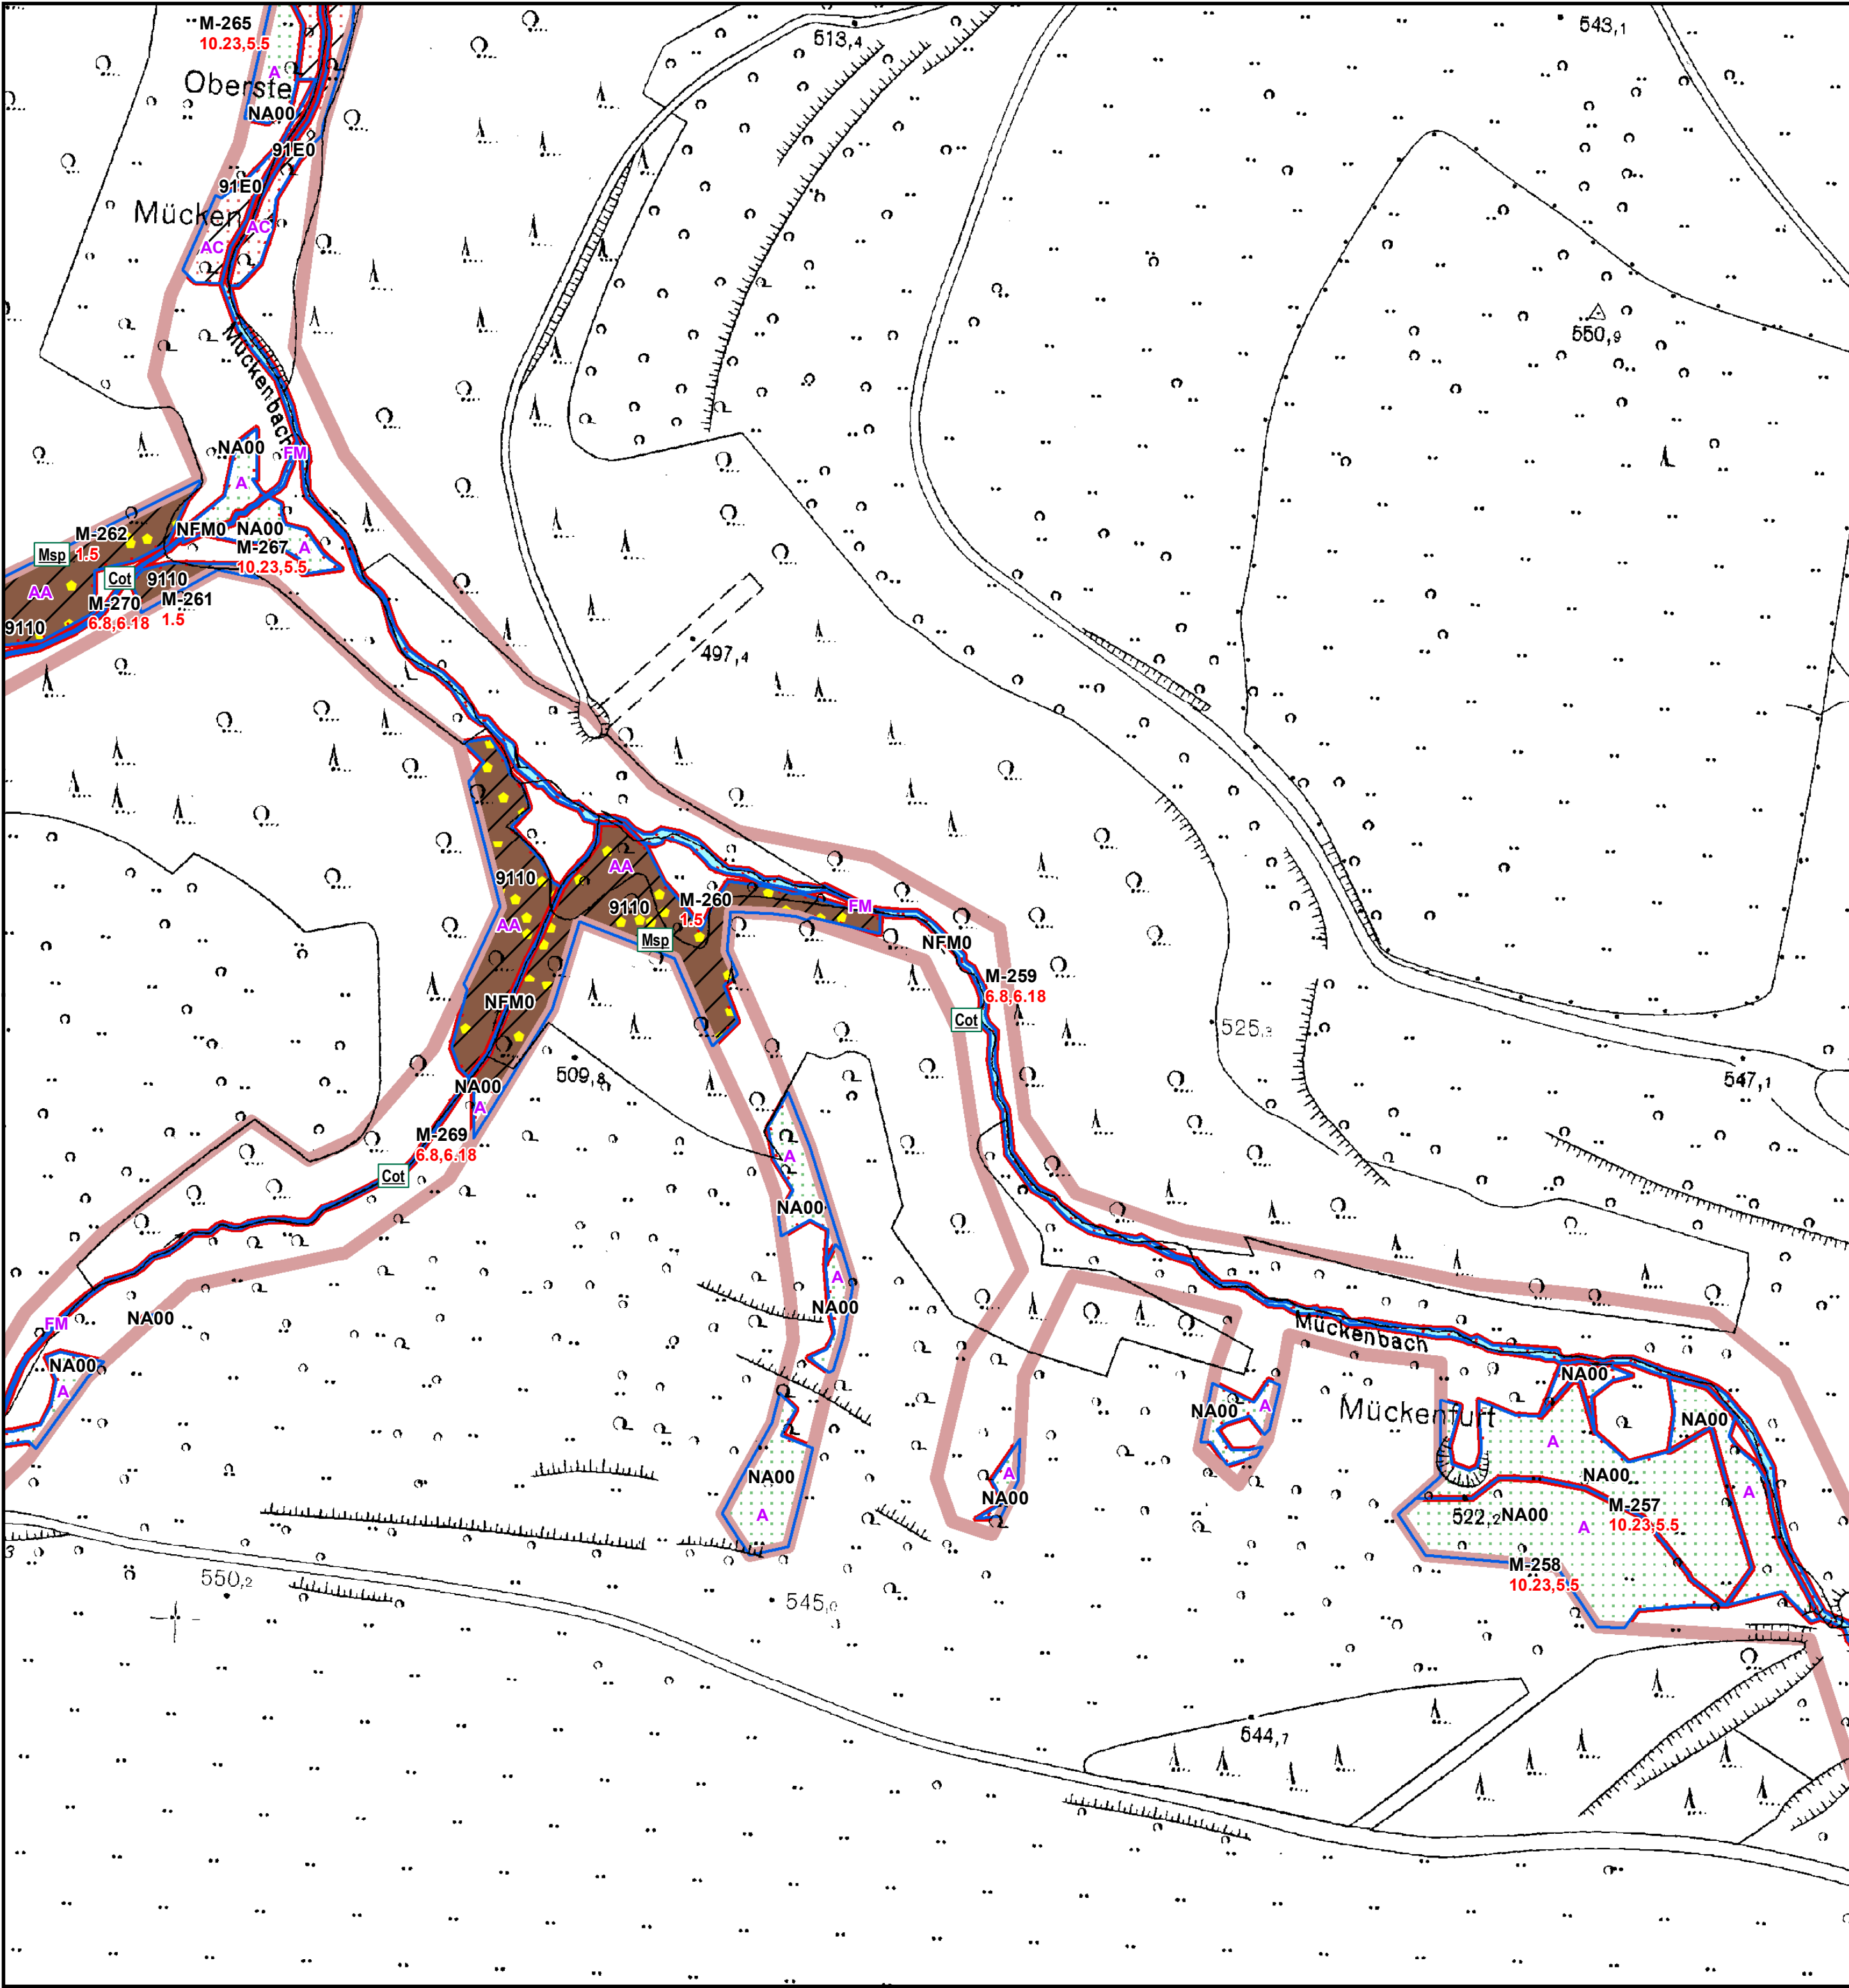 M-265
10.23,5.5
513,4
543,1
A
Oberste
NA00
91E0
91E0
Mücken
AC
AC
550,9
Mückenbach
NA00
FM
A
M-262
NFM0
NA00
Msp
1.5
M-267
A
10.23,5.5
Cot
9110
AA
M-270
M-261
6.8,6.18
1.5
9110
497,4
AA
9110
M-260
9110
1.5
FM
AA
Msp
NFM0
M-259
6.8,6.18
NFM0
Cot
525,3
547,1
509,8
NA00
A
M-269
6.8,6.18
A
Cot
NA00
A
NA00
FM
NA00
Mückenbach
NA00
A
NA00
A
NA00
Mückenfurt
NA00
A
NA00
A
NA00
A
NA00
A
NA00
M-257
522,2
NA00
A
10.23,5.5
A
M-258
10.23,5.5
3
550,2
545,0
544,7